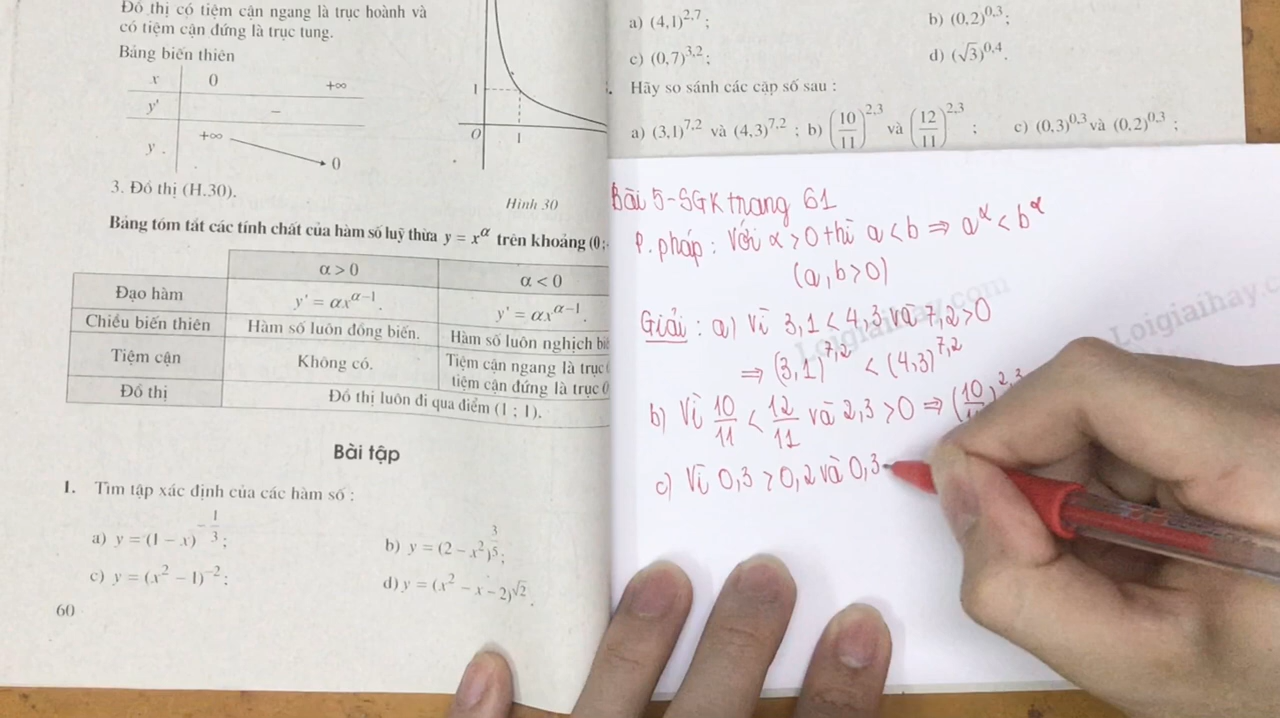 Đồ thị có tiệm cận ngang là trục hoành và
có tiệm cận đứng là trục tung.
Bảng biến thiên
x 0 +∞
y' −
y +∞ 0
1
O 1
3. Đồ thị (H.30).
Hình 30
Bảng tóm tắt các tính chất của hàm số luỹ thừa y = x^α trên khoảng (0 ;
α > 0 α < 0
Đạo hàm y' = αx^(α−1). y' = αx^(α−1).
Chiều biến thiên Hàm số luôn đồng biến. Hàm số luôn nghịch
Tiệm cận Không có. Tiệm cận ngang là trục
tiệm cận đứng là trục
Đồ thị Đồ thị luôn đi qua điểm (1 ; 1).
Bài tập
1. Tìm tập xác định của các hàm số :
a) y = (1 − x)^(−1/3) ; b) y = (2 − x²)^(3/5) ;
c) y = (x² − 1)^(−2) ; d) y = (x² − x − 2)^(√2) .
60
a) (4,1)^(2,7) ; b) (0,2)^(0,3) ;
c) (0,7)^(3,2) ; d) (√3)^(0,4) .
Hãy so sánh các cặp số sau :
a) (3,1)^(7,2) và (4,3)^(7,2) ; b) (10/11)^(2,3) và (12/11)^(2,3) ; c) (0,3)^(0,3) và (0,2)^(0,3) ;
Bài 5-SGK trang 61
P. pháp : Với α > 0 thì a < b ⇒ a^α < b^α
(a, b > 0)
Giải : a) Vì 3,1 < 4,3 và 7,2 > 0
⇒ (3,1)^(7,2) < (4,3)^(7,2)
b) Vì 10/11 < 12/11 và 2,3 > 0 ⇒ (10/11)^(2,3)
c) Vì 0,3 > 0,2 và 0,3
Loigiaihay.com
Loigiaihay.c